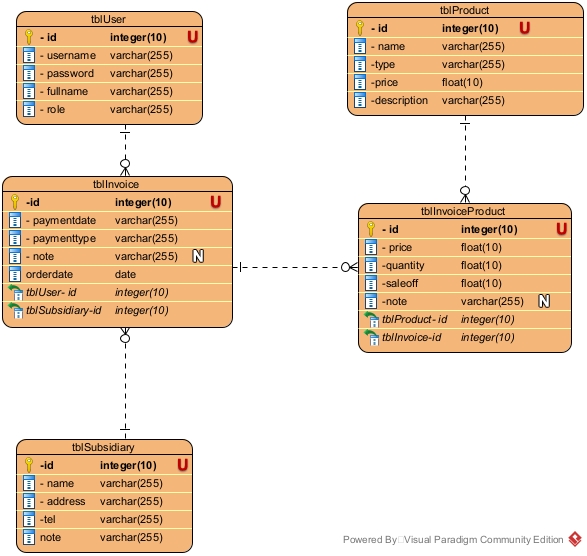 tblUser
- id integer(10) U
- username varchar(255)
- password varchar(255)
- fullname varchar(255)
- role varchar(255)
tblProduct
- id integer(10) U
- name varchar(255)
-type varchar(255)
-price float(10)
-description varchar(255)
tblInvoice
-id integer(10) U
- paymentdate varchar(255)
- paymenttype varchar(255)
- note varchar(255) N
orderdate date
tblUser- id integer(10)
tblSubsidiary-id integer(10)
tblInvoiceProduct
- id integer(10) U
- price float(10)
-quantity float(10)
-saleoff float(10)
-note varchar(255) N
tblProduct- id integer(10)
tblInvoice-id integer(10)
tblSubsidiary
-id integer(10) U
- name varchar(255)
- address varchar(255)
-tel varchar(255)
note varchar(255)
Powered By Visual Paradigm Community Edition